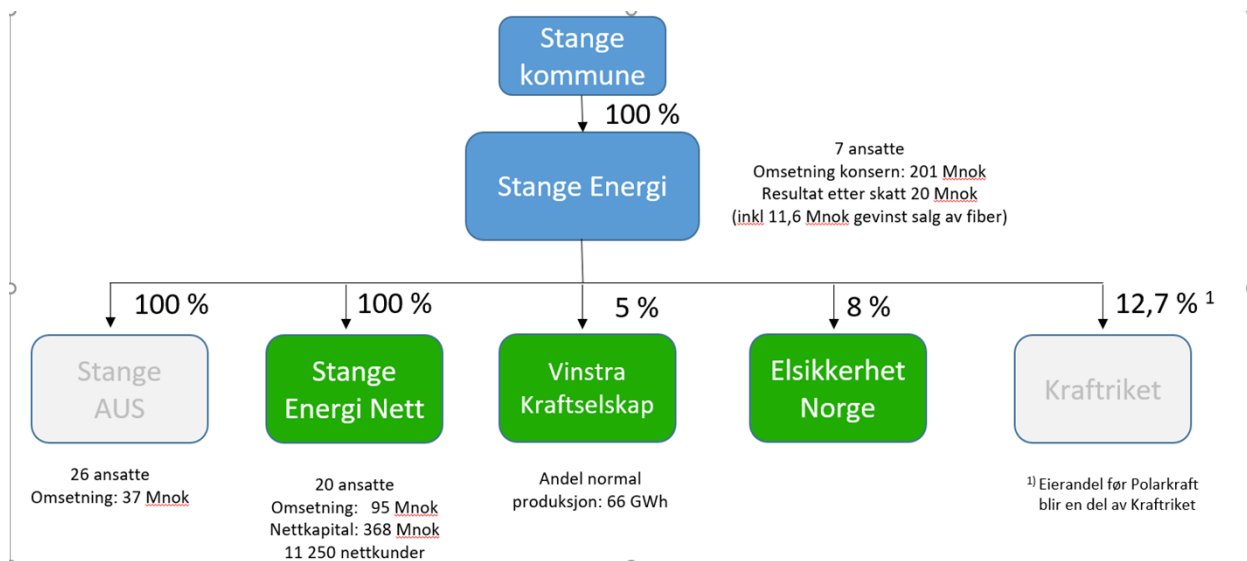 Stange
kommune
100 %
Stange Energi
7 ansatte
Omsetning konsern: 201 Mnok
Resultat etter skatt 20 Mnok
(inkl 11,6 Mnok gevinst salg av fiber)
100 %
100 %
5 %
8 %
12,7 % 1
Stange
AUS
Stange
Energi Nett
Vinstra
Kraftselskap
Elsikkerhet
Norge
Kraftriket
26 ansatte
Omsetning: 37 Mnok
20 ansatte
Omsetning: 95 Mnok
Nettkapital: 368 Mnok
11 250 nettkunder
Andel normal
produksjon: 66 GWh
1) Eierandel før Polarkraft
blir en del av Kraftriket